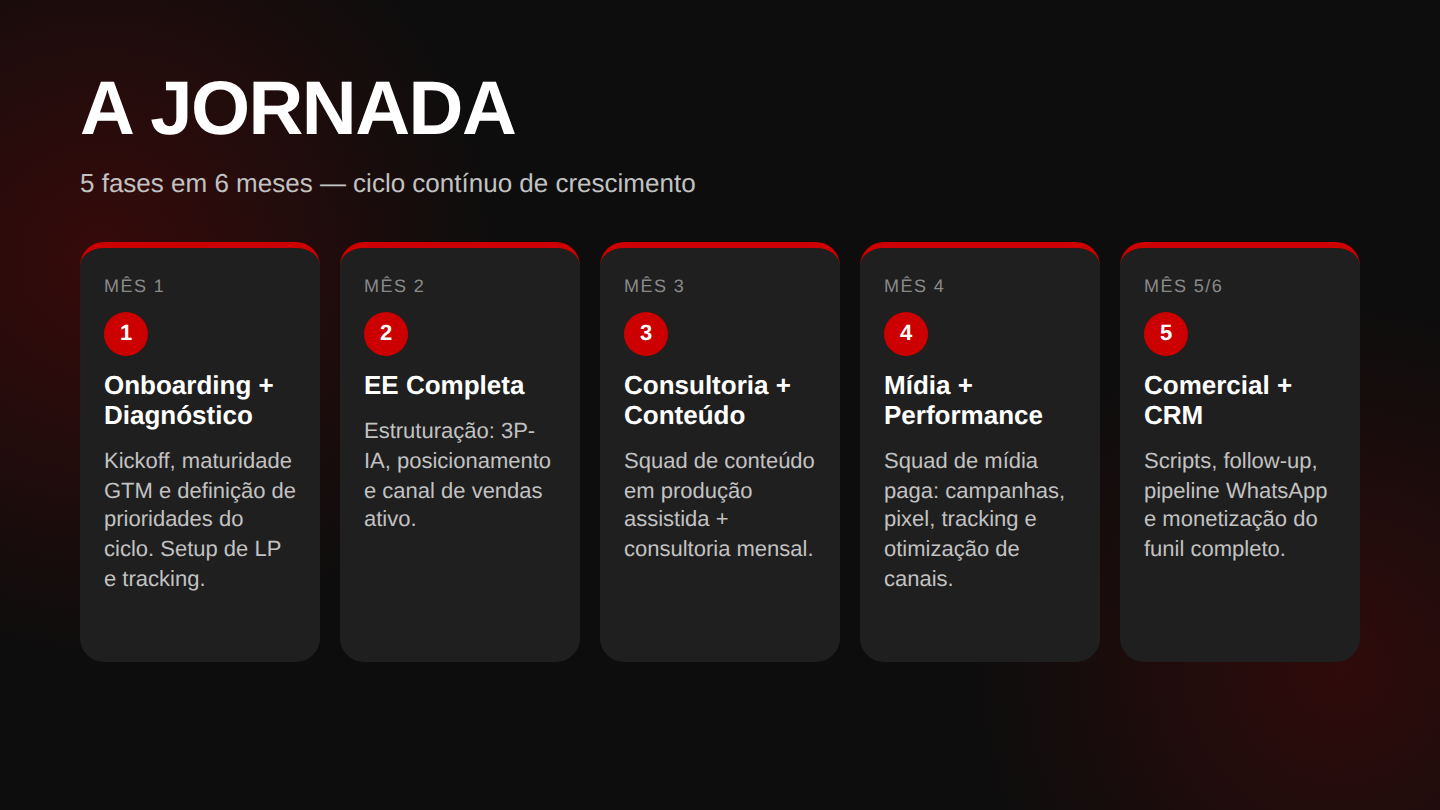 A JORNADA
5 fases em 6 meses — ciclo contínuo de crescimento
MÊS 1
1
Onboarding +
Diagnóstico
Kickoff, maturidade
GTM e definição de
prioridades do
ciclo. Setup de LP
e tracking.
MÊS 2
2
EE Completa
Estruturação: 3P-
IA, posicionamento
e canal de vendas
ativo.
MÊS 3
3
Consultoria +
Conteúdo
Squad de conteúdo
em produção
assistida +
consultoria mensal.
MÊS 4
4
Mídia +
Performance
Squad de mídia
paga: campanhas,
pixel, tracking e
otimização de
canais.
MÊS 5/6
5
Comercial +
CRM
Scripts, follow-up,
pipeline WhatsApp
e monetização do
funil completo.